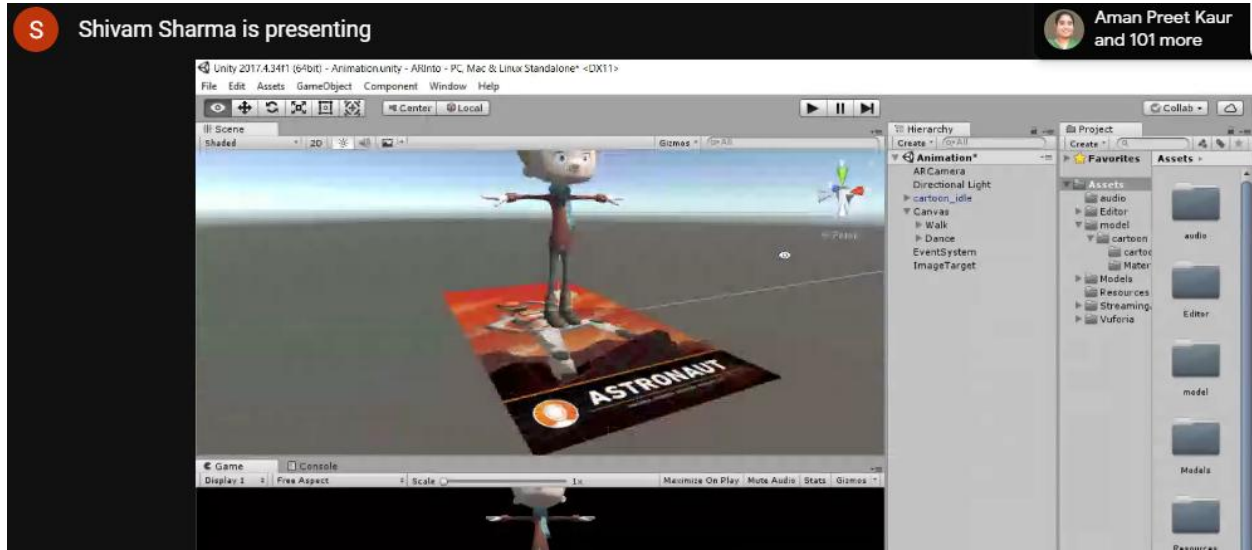 S
Shivam Sharma is presenting
Aman Preet Kaur
and 101 more
Unity 2017.4.34f1 (64bit) - Animation.unity - ARInto - PC, Mac & Linux Standalone* <DX11>
File Edit Assets GameObject Component Window Help
Center Local
Collab
Scene
Shaded 2D Gizmos All
Persp
ASTRONAUT
Game Console
Display 1 Free Aspect Scale 1x Maximize On Play Mute Audio Stats Gizmos
Hierarchy
Create All
Animation*
ARCamera
Directional Light
cartoon_idle
Canvas
Walk
Dance
EventSystem
ImageTarget
Project
Create
Favorites
Assets
audio
Editor
model
cartoon
cartoo
Mater
Models
Resources
Streaming
Vuforia
Assets
audio
Editor
model
Models
Resources